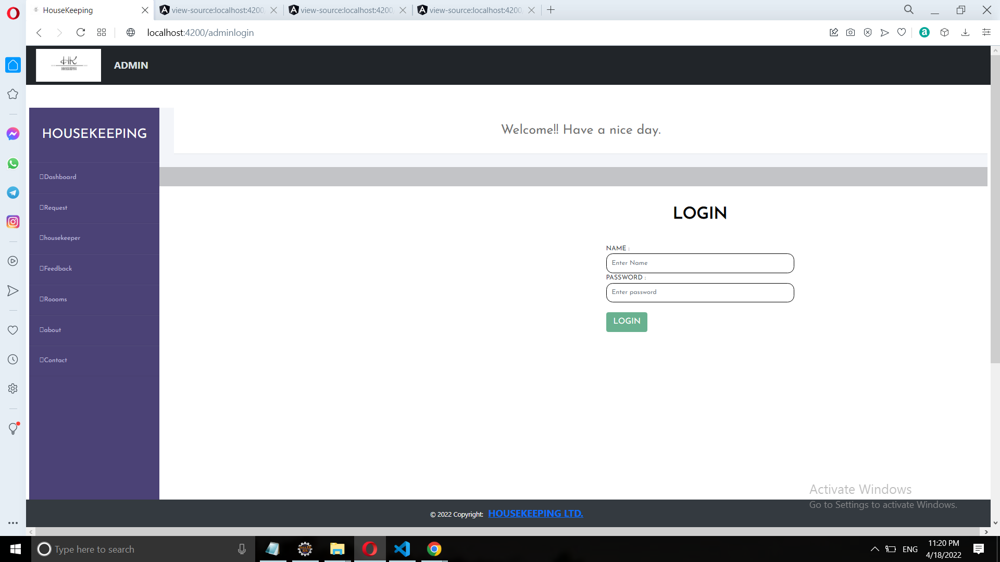 HouseKeeping
view-source:localhost:4200/
view-source:localhost:4200/
view-source:localhost:4200/
localhost:4200/adminlogin
HK
HOUSEKEEPING
ADMIN
HOUSEKEEPING
Welcome!! Have a nice day.
Dashboard
Request
housekeeper
Feedback
Roooms
about
Contact
LOGIN
NAME :
Enter Name
PASSWORD :
Enter password
LOGIN
Activate Windows
Go to Settings to activate Windows.
© 2022 Copyright: HOUSEKEEPING LTD.
Type here to search
ENG
11:20 PM
4/18/2022